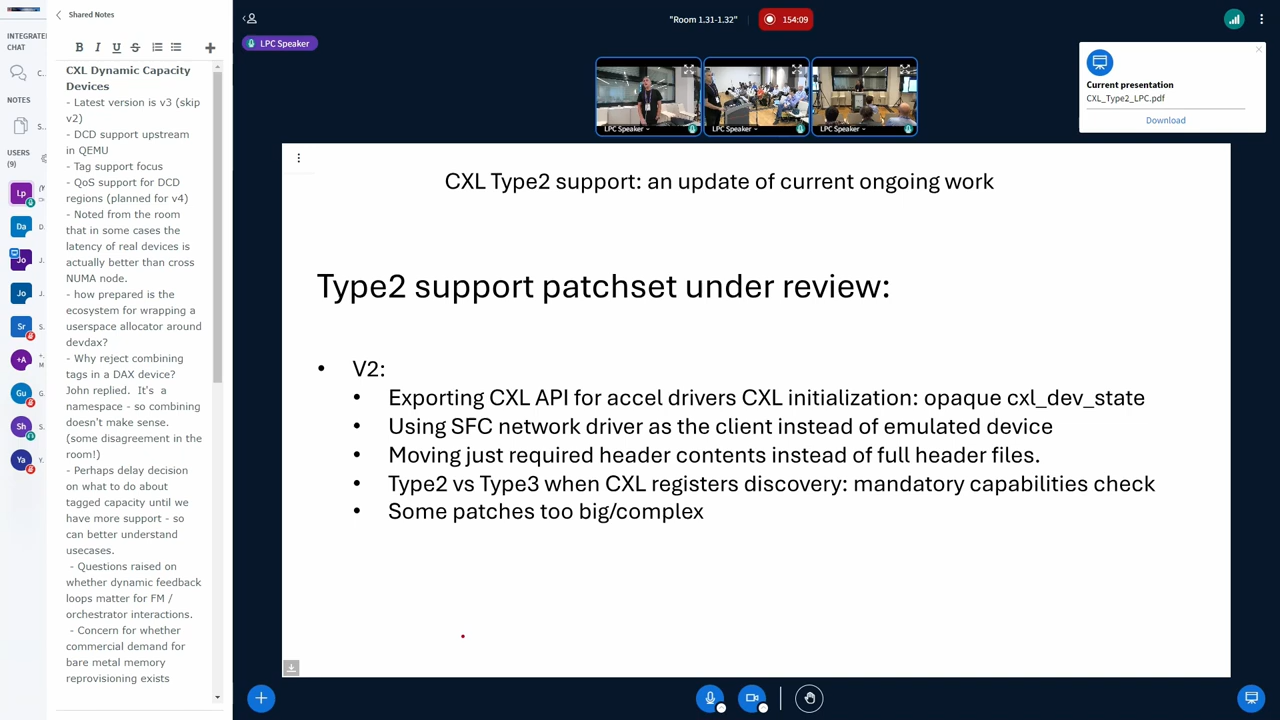 INTEGRATE
CHAT
C..
NOTES
S..
USERS
(9)
Lp
Da
D.
Jo
J.
Jo
J.
Sr
S.
+A
+.
M
Gu
G.
Sh
S.
Ya
Y.
Shared Notes
B I U S
CXL Dynamic Capacity
Devices
- Latest version is v3 (skip
v2)
- DCD support upstream
in QEMU
- Tag support focus
- QoS support for DCD
regions (planned for v4)
- Noted from the room
that in some cases the
latency of real devices is
actually better than cross
NUMA node.
- how prepared is the
ecosystem for wrapping a
userspace allocator around
devdax?
- Why reject combining
tags in a DAX device?
John replied. It's a
namespace - so combining
doesn't make sense.
(some disagreement in the
room!)
- Perhaps delay decision
on what to do about
tagged capacity until we
have more support - so
can better understand
usecases.
- Questions raised on
whether dynamic feedback
loops matter for FM /
orchestrator interactions.
- Concern for whether
commercial demand for
bare metal memory
reprovisioning exists
"Room 1.31-1.32"
154:09
LPC Speaker
LPC Speaker
LPC Speaker
LPC Speaker
Current presentation
CXL_Type2_LPC.pdf
Download
CXL Type2 support: an update of current ongoing work
Type2 support patchset under review:
• V2:
• Exporting CXL API for accel drivers CXL initialization: opaque cxl_dev_state
• Using SFC network driver as the client instead of emulated device
• Moving just required header contents instead of full header files.
• Type2 vs Type3 when CXL registers discovery: mandatory capabilities check
• Some patches too big/complex